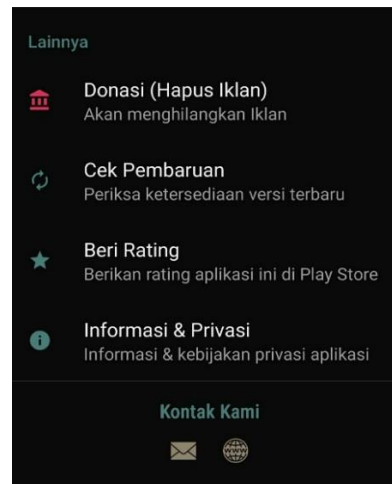 Lainnya
Donasi (Hapus Iklan)
Akan menghilangkan Iklan
Cek Pembaruan
Periksa ketersediaan versi terbaru
Beri Rating
Berikan rating aplikasi ini di Play Store
Informasi & Privasi
Informasi & kebijakan privasi aplikasi
Kontak Kami